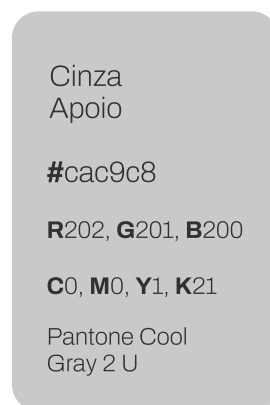 Cinza
Apoio
#cac9c8
R202, G201, B200
C0, M0, Y1, K21
Pantone Cool
Gray 2 U